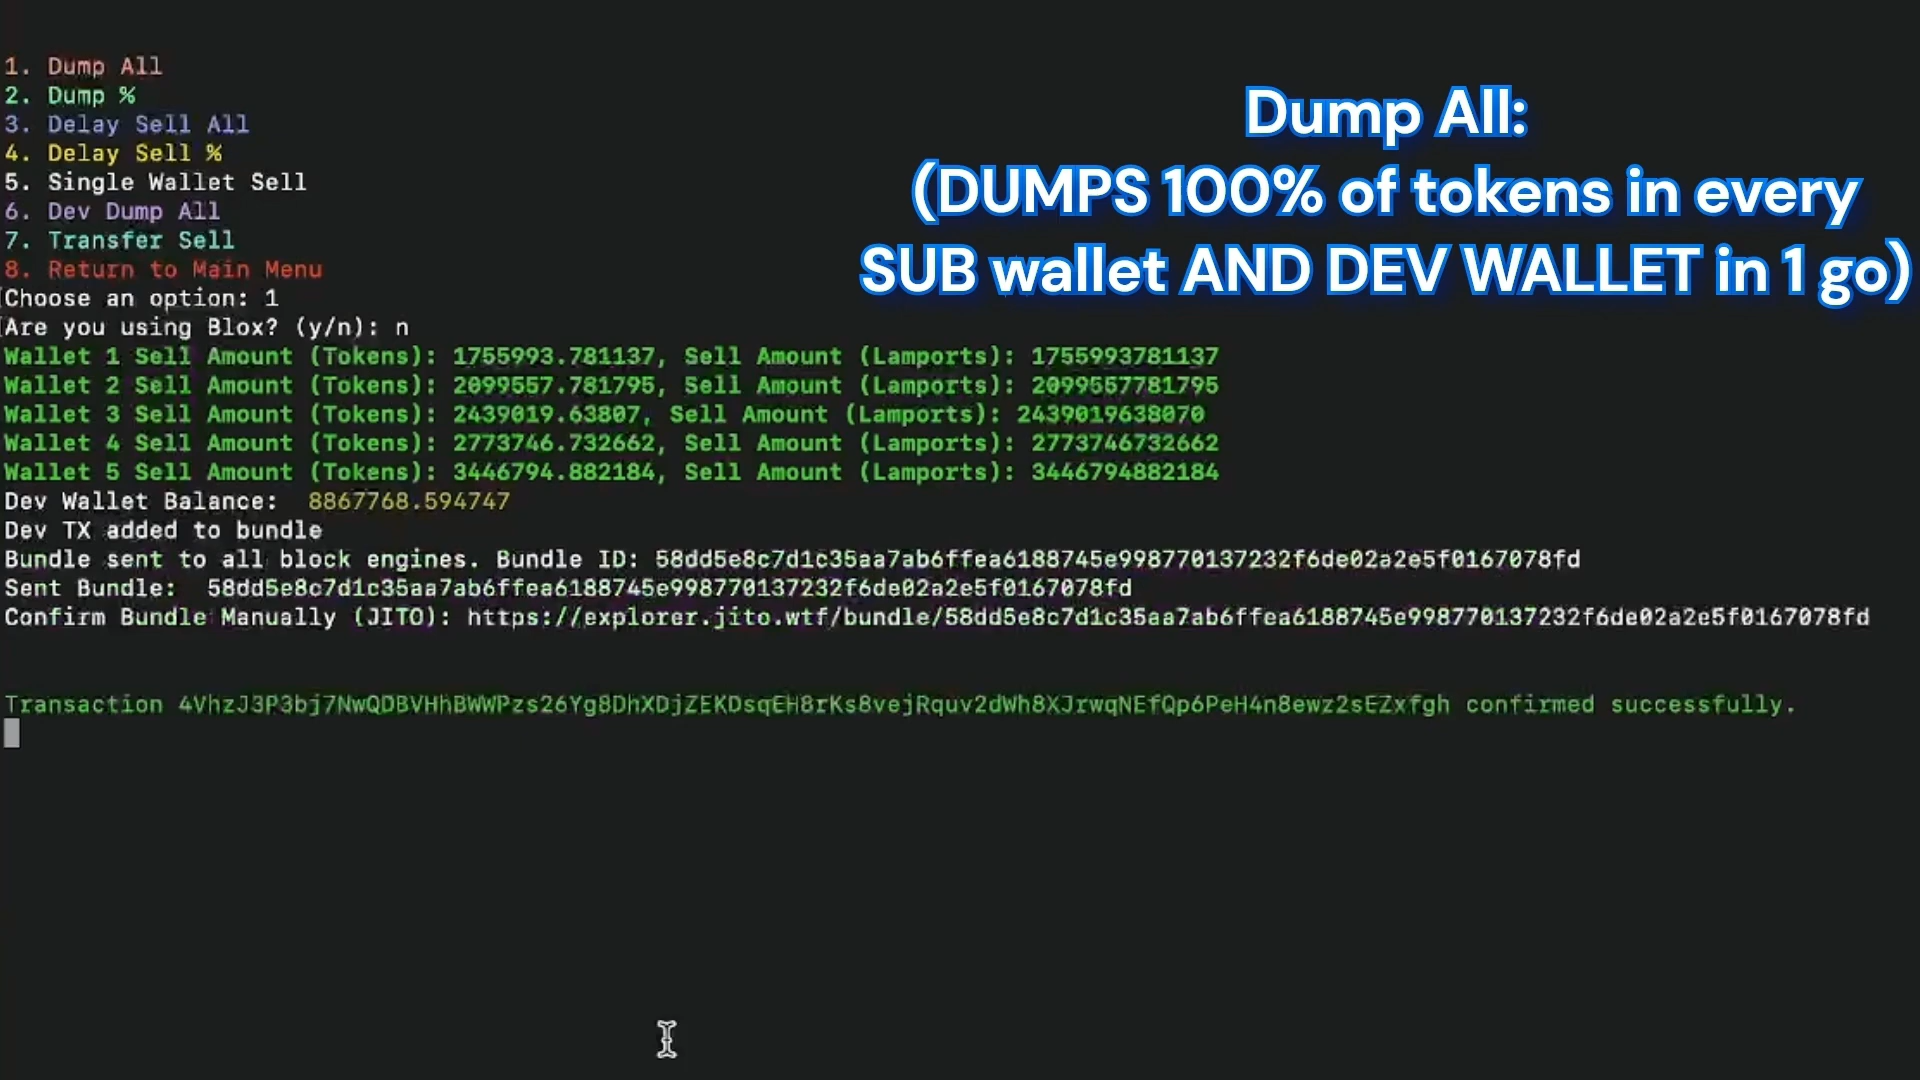 1. Dump All
2. Dump %
3. Delay Sell All
4. Delay Sell %
5. Single Wallet Sell
6. Dev Dump All
7. Transfer Sell
8. Return to Main Menu
Dump All:
(DUMPS 100% of tokens in every
SUB wallet AND DEV WALLET in 1 go)
Choose an option: 1
Are you using Blox? (y/n): n
Wallet 1 Sell Amount (Tokens): 1755993.781137, Sell Amount (Lamports): 1755993781137
Wallet 2 Sell Amount (Tokens): 2099557.781795, Sell Amount (Lamports): 2099557781795
Wallet 3 Sell Amount (Tokens): 2439019.63807, Sell Amount (Lamports): 2439019638070
Wallet 4 Sell Amount (Tokens): 2773746.732662, Sell Amount (Lamports): 2773746732662
Wallet 5 Sell Amount (Tokens): 3446794.882184, Sell Amount (Lamports): 3446794882184
Dev Wallet Balance:  8867768.594747
Dev TX added to bundle
Bundle sent to all block engines. Bundle ID: 58dd5e8c7d1c35aa7ab6ffea6188745e998770137232f6de02a2e5f0167078fd
Sent Bundle:  58dd5e8c7d1c35aa7ab6ffea6188745e998770137232f6de02a2e5f0167078fd
Confirm Bundle Manually (JITO): https://explorer.jito.wtf/bundle/58dd5e8c7d1c35aa7ab6ffea6188745e998770137232f6de02a2e5f0167078fd
Transaction 4VhzJ3P3bj7NwQDBVHhBWWPzs26Yg8DhXDjZEKDsqEH8rKs8vejRquv2dWh8XJrwqNEfQp6PeH4n8ewz2sEZxfgh confirmed successfully.